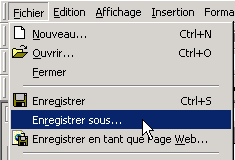 Fichier Edition Affichage Insertion Forma
Nouveau... Ctrl+N
Ouvrir... Ctrl+O
Fermer
Enregistrer Ctrl+S
Enregistrer sous...
Enregistrer en tant que Page Web...